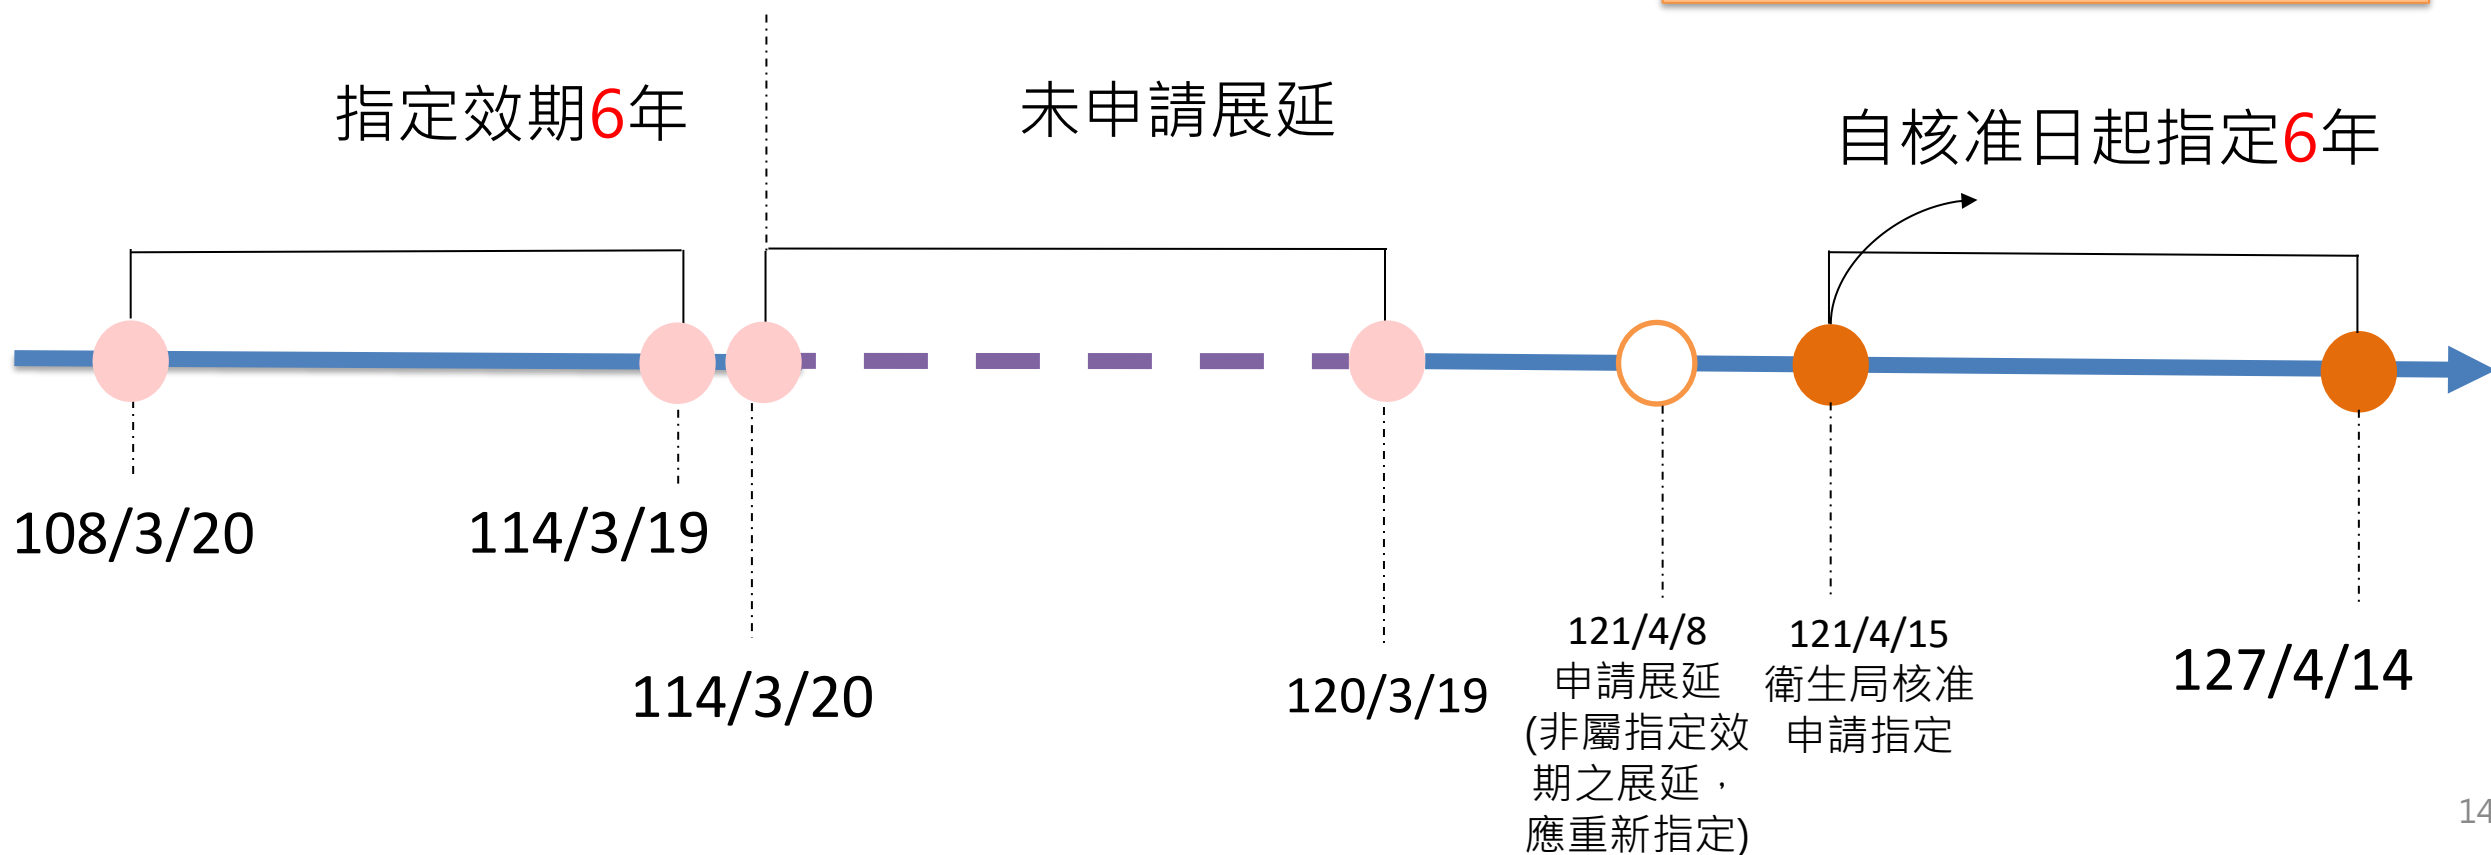 指定效期6年
未申請展延
自核准日起指定6年
108/3/20
114/3/19
114/3/20
120/3/19
121/4/8
申請展延
(非屬指定效
期之展延，
應重新指定)
121/4/15
衛生局核准
申請指定
127/4/14
14